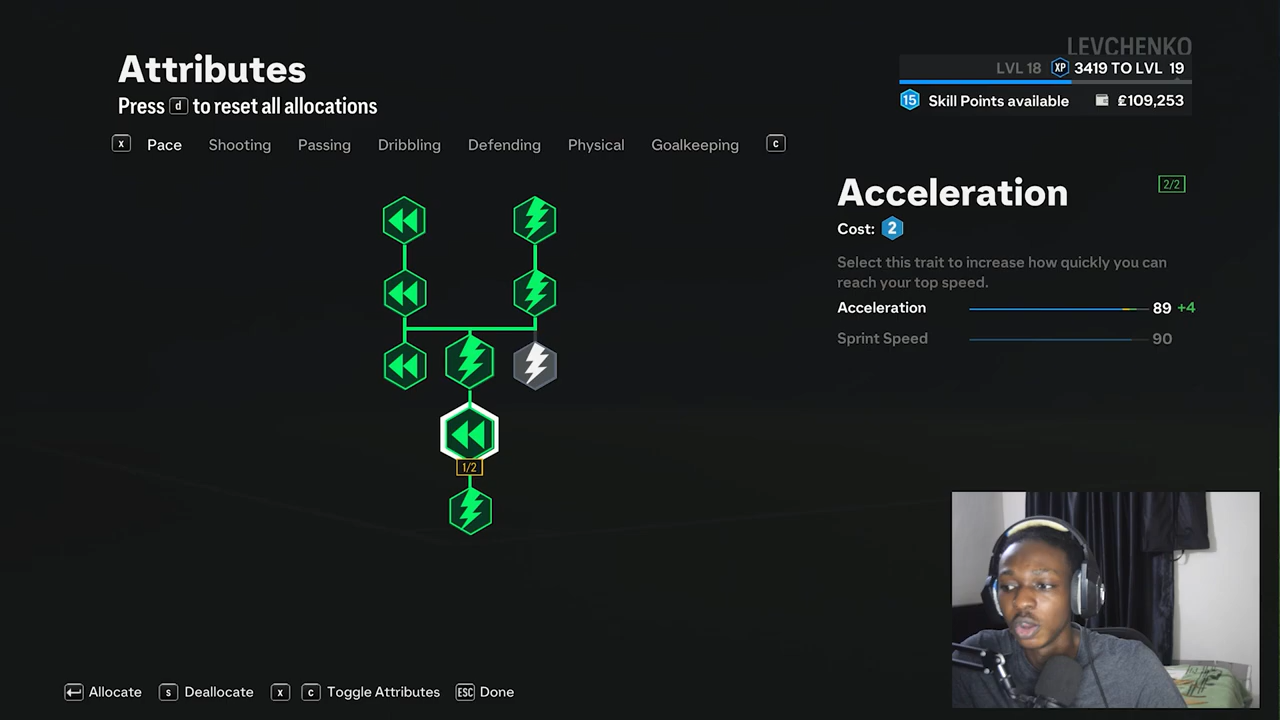 LEVCHENKO
Attributes
LVL 18 XP 3419 TO LVL 19
Press d to reset all allocations
15 Skill Points available £109,253
x Pace Shooting Passing Dribbling Defending Physical Goalkeeping c
Acceleration 2/2
Cost: 2
Select this trait to increase how quickly you can
reach your top speed.
Acceleration 89 +4
Sprint Speed 90
1/2
Allocate s Deallocate x c Toggle Attributes ESC Done